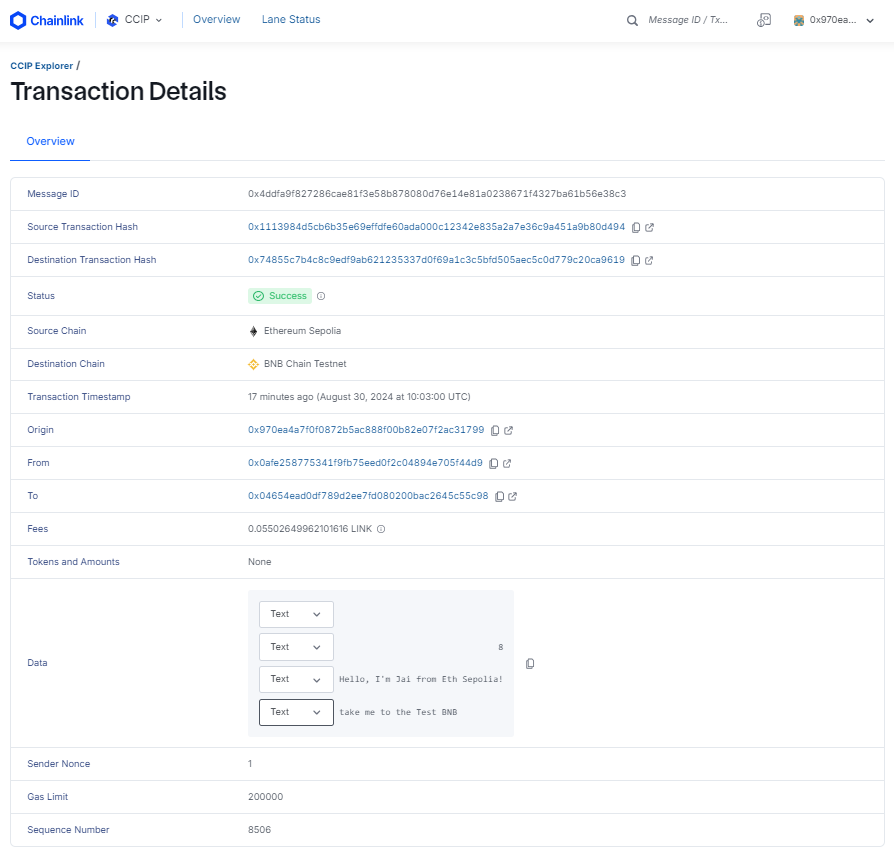 Chainlink CCIP Overview Lane Status Message ID / Tx... 0x970ea...
CCIP Explorer /
Transaction Details
Overview
Message ID 0x4ddfa9f827286cae81f3e58b878080d76e14e81a0238671f4327ba61b56e38c3
Source Transaction Hash 0x1113984d5cb6b35e69effdfe60ada000c12342e835a2a7e36c9a451a9b80d494
Destination Transaction Hash 0x74855c7b4c8c9edf9ab621235337d0f69a1c3c5bfd505aec5c0d779c20ca9619
Status Success
Source Chain Ethereum Sepolia
Destination Chain BNB Chain Testnet
Transaction Timestamp 17 minutes ago (August 30, 2024 at 10:03:00 UTC)
Origin 0x970ea4a7f0f0872b5ac888f00b82e07f2ac31799
From 0x0afe258775341f9fb75eed0f2c04894e705f44d9
To 0x04654ead0df789d2ee7fd080200bac2645c55c98
Fees 0.05502649962101616 LINK
Tokens and Amounts None
Data
Text
Text 8
Text Hello, I'm Jai from Eth Sepolia!
Text take me to the Test BNB
Sender Nonce 1
Gas Limit 200000
Sequence Number 8506